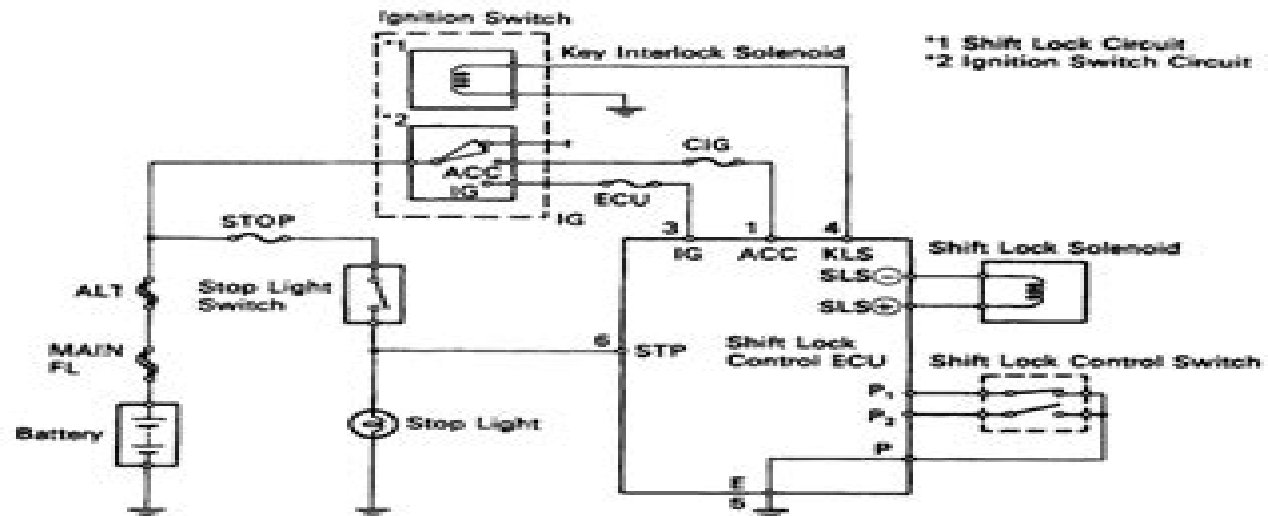 Ignition Switch
*1
Key Interlock Solenoid
*1 Shift Lock Circuit
*2 Ignition Switch Circuit
*2
ACC
IG
CIG
ECU
IG
STOP
3
1
4
IG ACC KLS
Shift Lock Solenoid
SLS⊖
SLS⊕
ALT
Stop Light
Switch
6
STP
Shift Lock
Control ECU
Shift Lock Control Switch
MAIN
FL
P1
P2
P
Battery
Stop Light
E